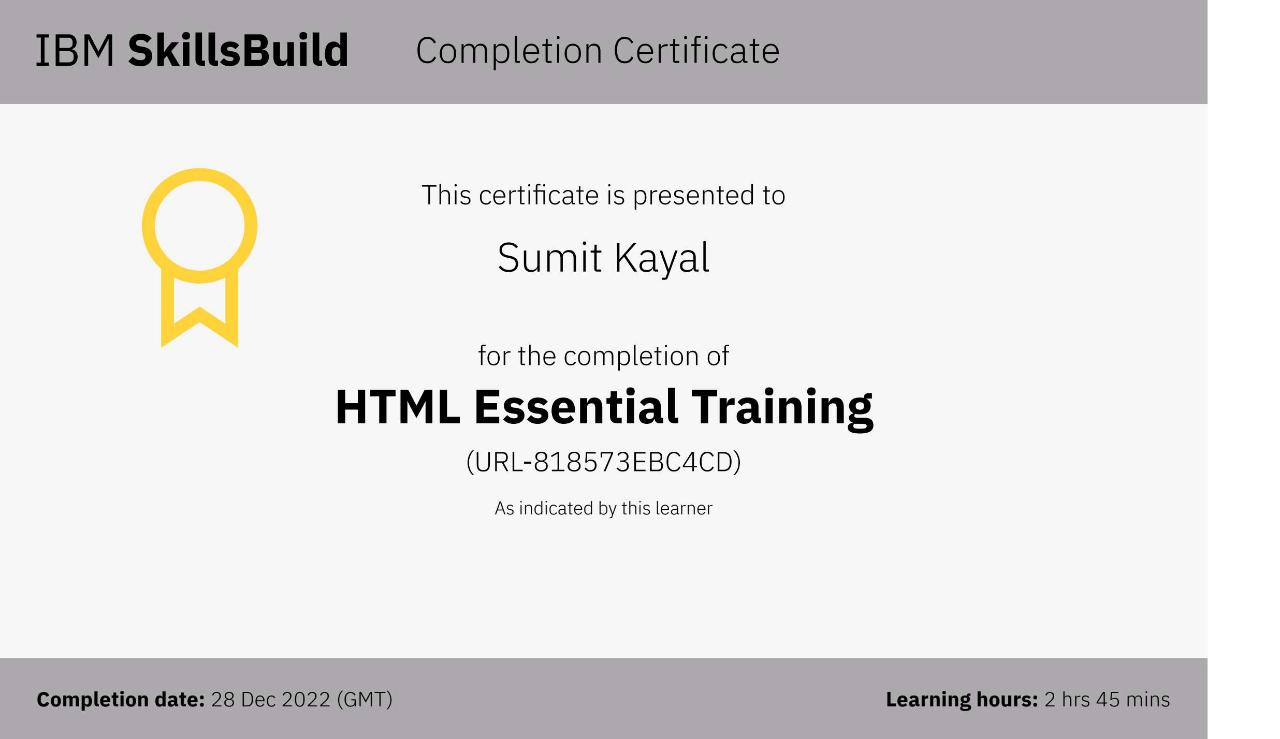 IBM SkillsBuild Completion Certificate
This certificate is presented to
Sumit Kayal
for the completion of
HTML Essential Training
(URL-818573EBC4CD)
As indicated by this learner
Completion date: 28 Dec 2022 (GMT) Learning hours: 2 hrs 45 mins